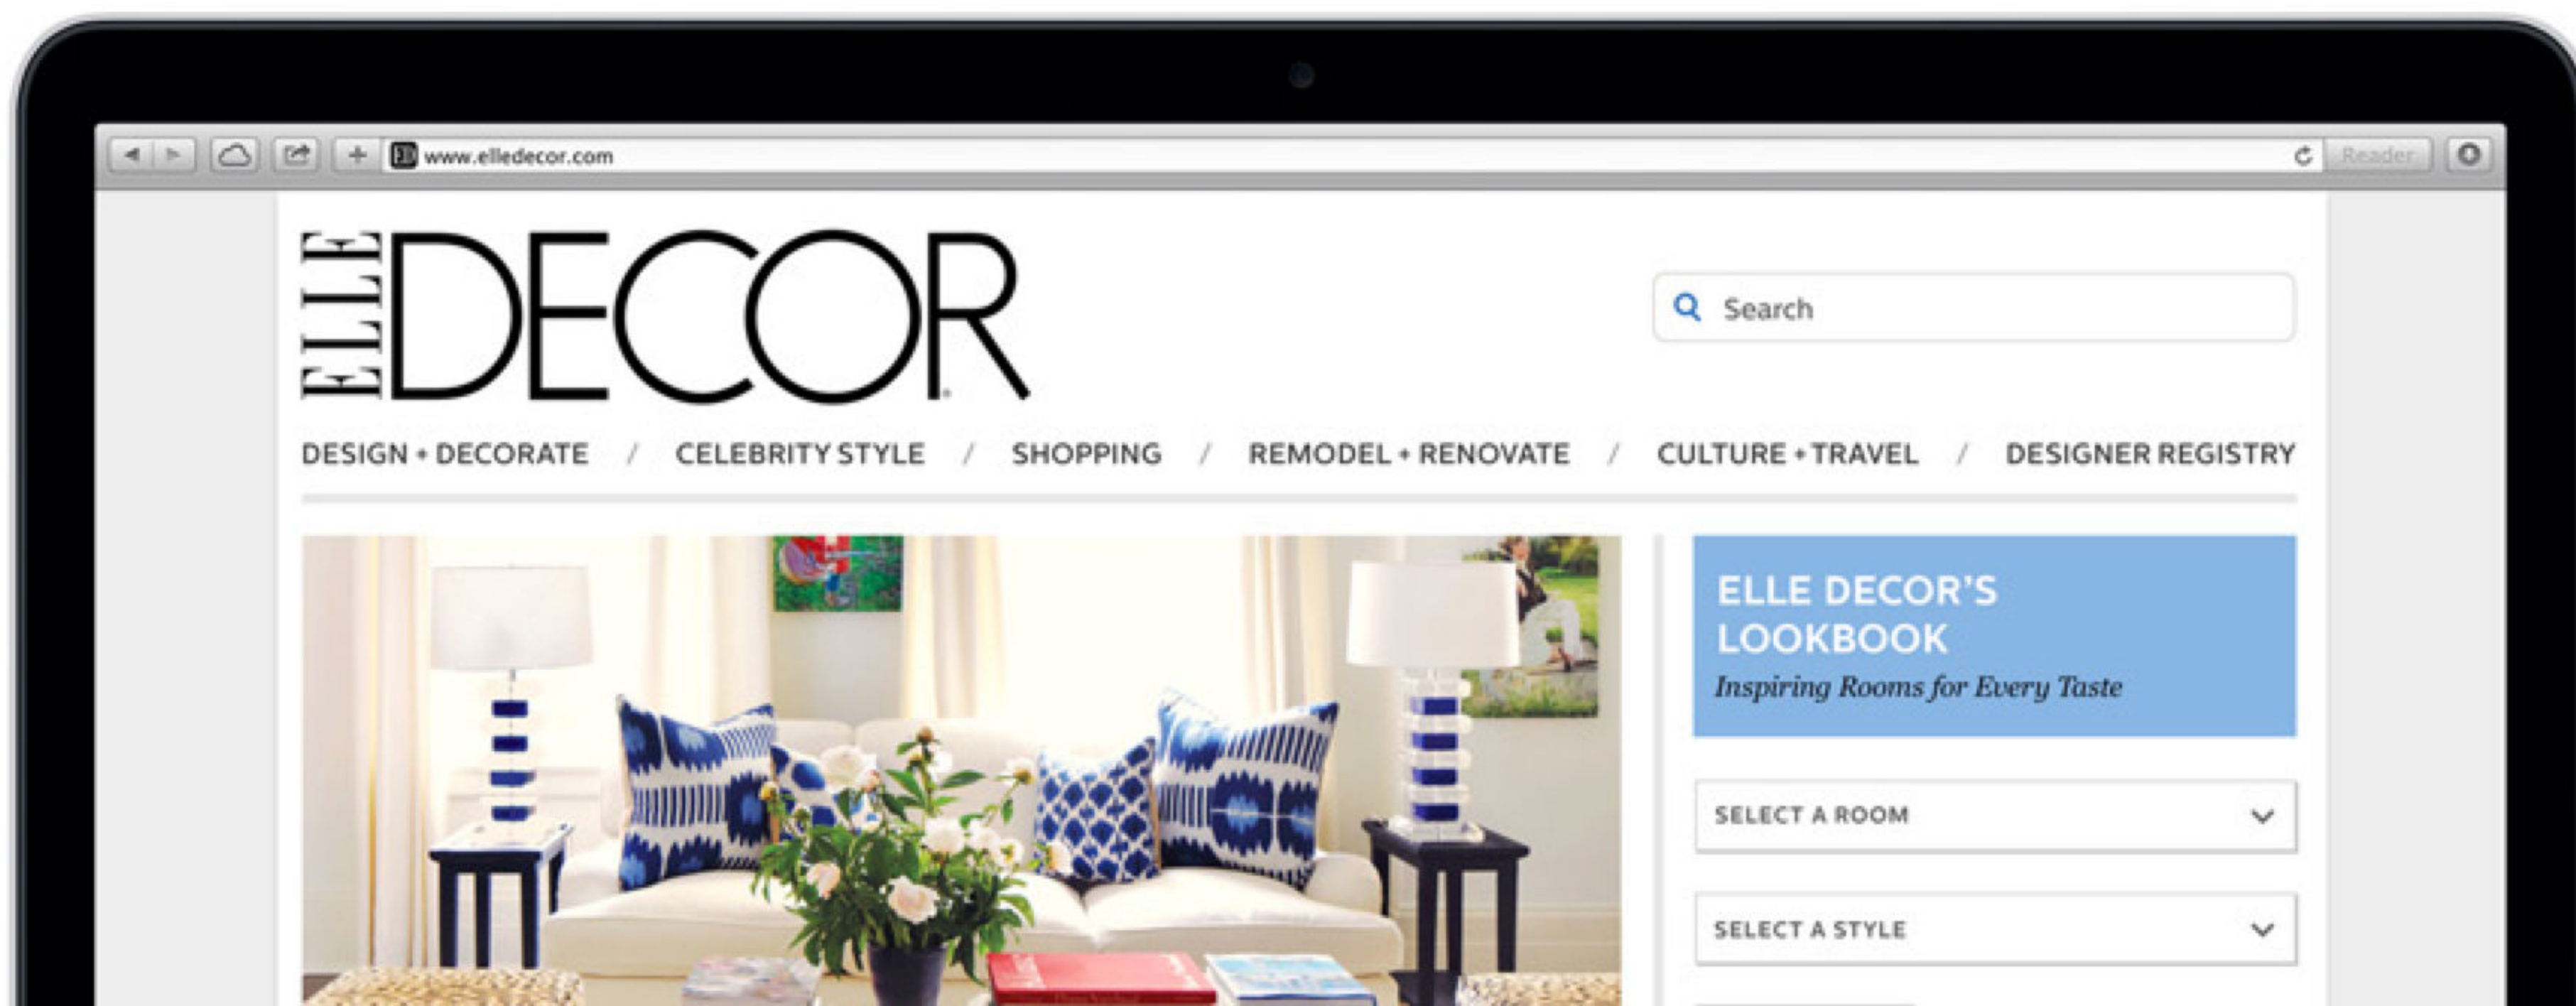 www.elledecor.com
Reader
ELLE DECOR
Search
DESIGN + DECORATE / CELEBRITY STYLE / SHOPPING / REMODEL + RENOVATE / CULTURE + TRAVEL / DESIGNER REGISTRY
ELLE DECOR'S
LOOKBOOK
Inspiring Rooms for Every Taste
SELECT A ROOM
SELECT A STYLE